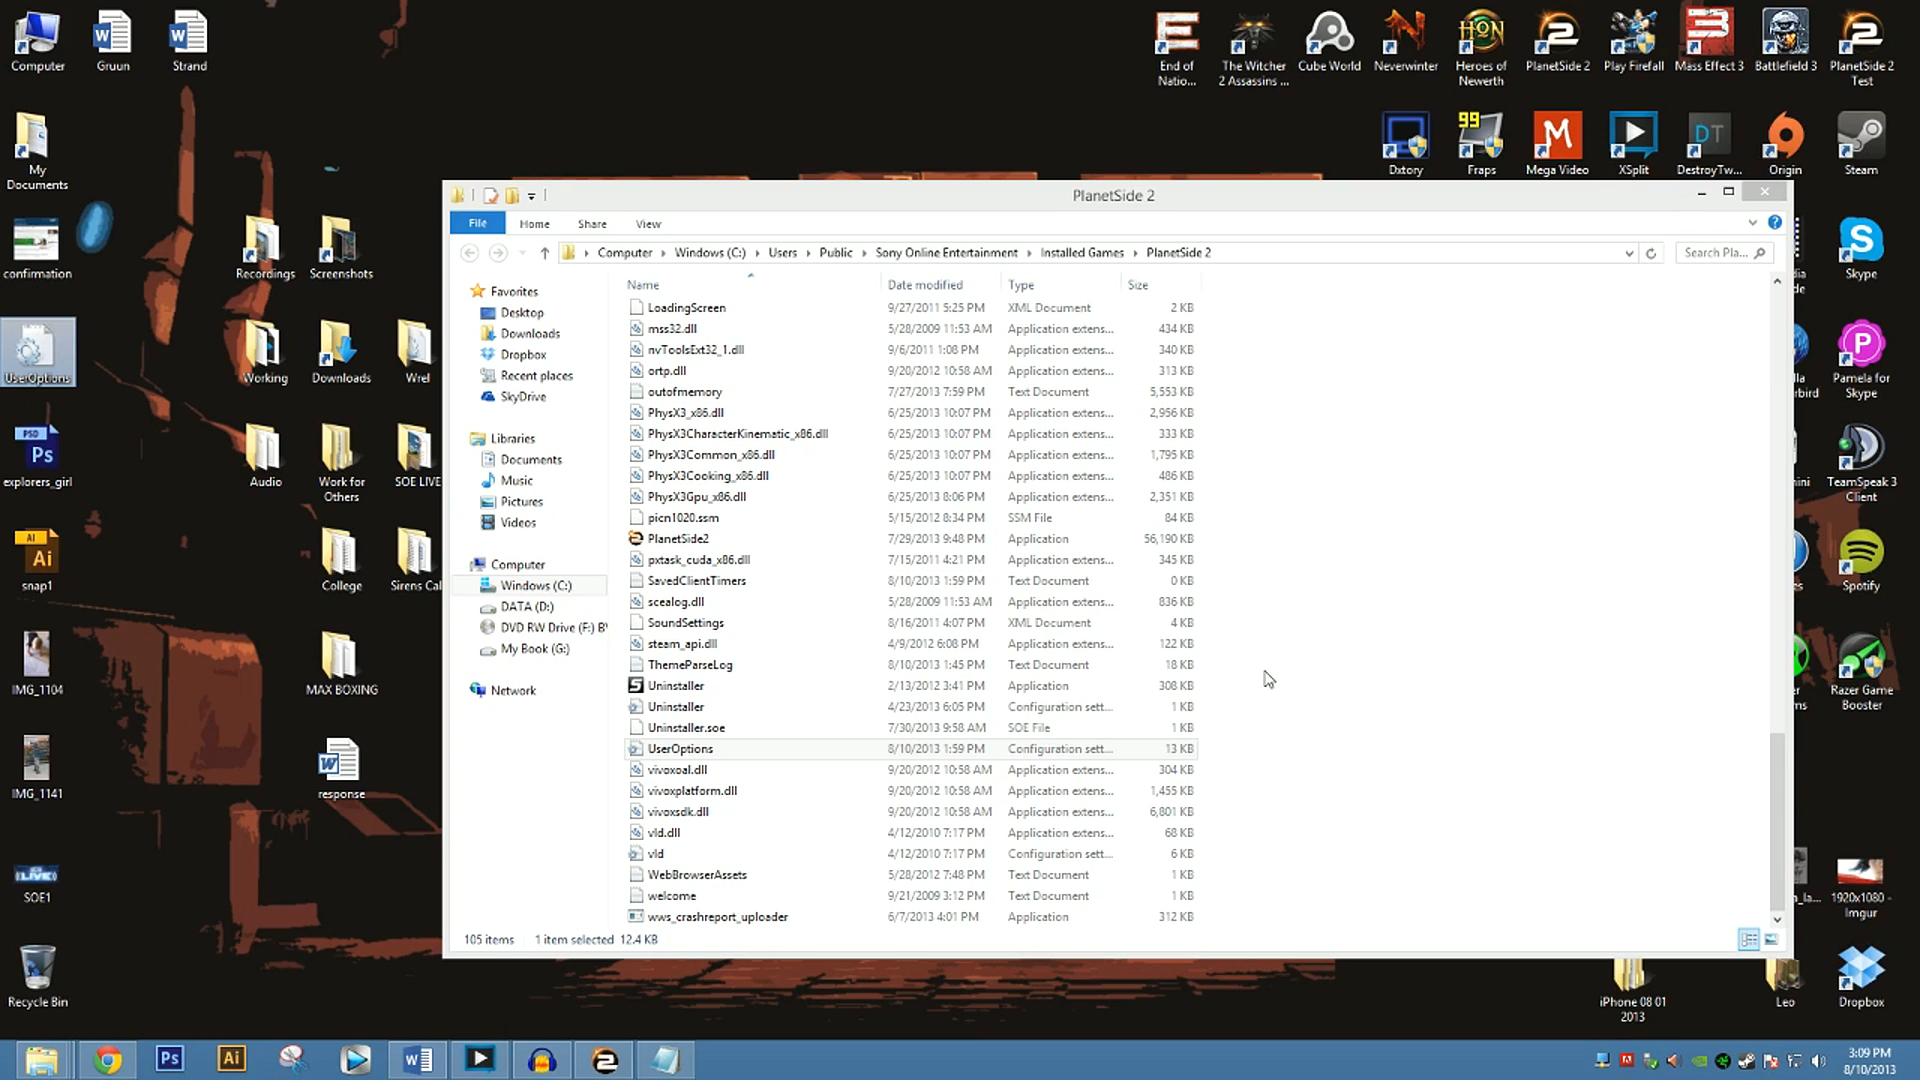 Computer
Gruun
Strand
End of Natio...
The Witcher 2 Assassins ...
Cube World
Neverwinter
Heroes of Newerth
PlanetSide 2
Play Firefall
Mass Effect 3
Battlefield 3
PlanetSide 2 Test
My Documents
Dxtory
Fraps
Mega Video
XSplit
DestroyTw...
Origin
Steam
confirmation
Recordings
Screenshots
Skype
UserOptions
Working
Downloads
Wrel
Pamela for Skype
explorers_girl
Audio
Work for Others
SOE LIVE
TeamSpeak 3 Client
snap1
College
Sirens Cal
Spotify
IMG_1104
MAX BOXING
Razer Game Booster
IMG_1141
response
SOE1
1920x1080 - Imgur
Recycle Bin
iPhone 08 01 2013
Leo
Dropbox
PlanetSide 2
File Home Share View
Computer Windows (C:) Users Public Sony Online Entertainment Installed Games PlanetSide 2
Search Pla...
Favorites
Desktop
Downloads
Dropbox
Recent places
SkyDrive
Libraries
Documents
Music
Pictures
Videos
Computer
Windows (C:)
DATA (D:)
DVD RW Drive (F:) B
My Book (G:)
Network
Name Date modified Type Size
LoadingScreen 9/27/2011 5:25 PM XML Document 2 KB
mss32.dll 5/28/2009 11:53 AM Application extens... 434 KB
nvToolsExt32_1.dll 9/6/2011 1:08 PM Application extens... 340 KB
ortp.dll 9/20/2012 10:58 AM Application extens... 313 KB
outofmemory 7/27/2013 7:59 PM Text Document 5,553 KB
PhysX3_x86.dll 6/25/2013 10:07 PM Application extens... 2,956 KB
PhysX3CharacterKinematic_x86.dll 6/25/2013 10:07 PM Application extens... 333 KB
PhysX3Common_x86.dll 6/25/2013 10:07 PM Application extens... 1,795 KB
PhysX3Cooking_x86.dll 6/25/2013 10:07 PM Application extens... 486 KB
PhysX3Gpu_x86.dll 6/25/2013 8:06 PM Application extens... 2,351 KB
picn1020.ssm 5/15/2012 8:34 PM SSM File 84 KB
PlanetSide2 7/29/2013 9:48 PM Application 56,190 KB
pxtask_cuda_x86.dll 7/15/2011 4:21 PM Application extens... 345 KB
SavedClientTimers 8/10/2013 1:59 PM Text Document 0 KB
scealog.dll 5/28/2009 11:53 AM Application extens... 836 KB
SoundSettings 8/16/2011 4:07 PM XML Document 4 KB
steam_api.dll 4/9/2012 6:08 PM Application extens... 122 KB
ThemeParseLog 8/10/2013 1:45 PM Text Document 18 KB
Uninstaller 2/13/2012 3:41 PM Application 308 KB
Uninstaller 4/23/2013 6:05 PM Configuration sett... 1 KB
Uninstaller.soe 7/30/2013 9:58 AM SOE File 1 KB
UserOptions 8/10/2013 1:59 PM Configuration sett... 13 KB
vivoxoal.dll 9/20/2012 10:58 AM Application extens... 304 KB
vivoxplatform.dll 9/20/2012 10:58 AM Application extens... 1,455 KB
vivoxsdk.dll 9/20/2012 10:58 AM Application extens... 6,801 KB
vld.dll 4/12/2010 7:17 PM Application extens... 68 KB
vld 4/12/2010 7:17 PM Configuration sett... 6 KB
WebBrowserAssets 5/28/2012 7:48 PM Text Document 1 KB
welcome 9/21/2009 3:12 PM Text Document 1 KB
wws_crashreport_uploader 6/7/2013 4:01 PM Application 312 KB
105 items 1 item selected 12.4 KB
3:09 PM
8/10/2013